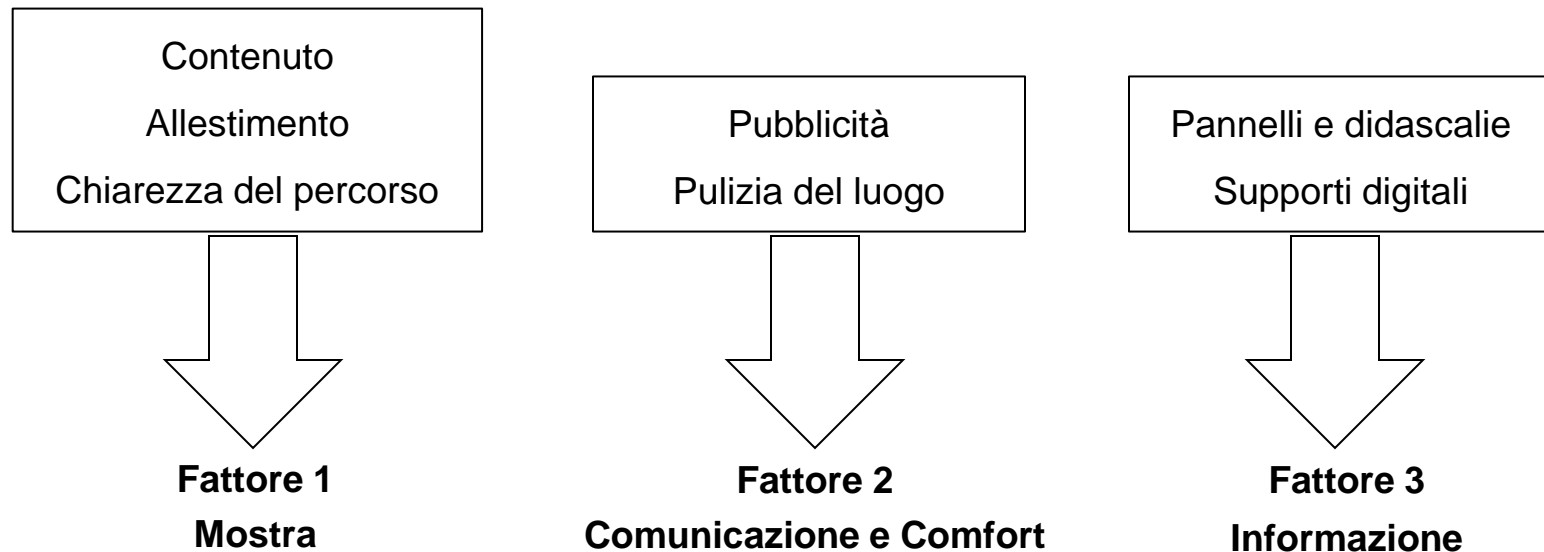 Contenuto
Allestimento
Chiarezza del percorso
Fattore 1
Mostra
Pubblicità
Pulizia del luogo
Fattore 2
Comunicazione e Comfort
Pannelli e didascalie
Supporti digitali
Fattore 3
Informazione